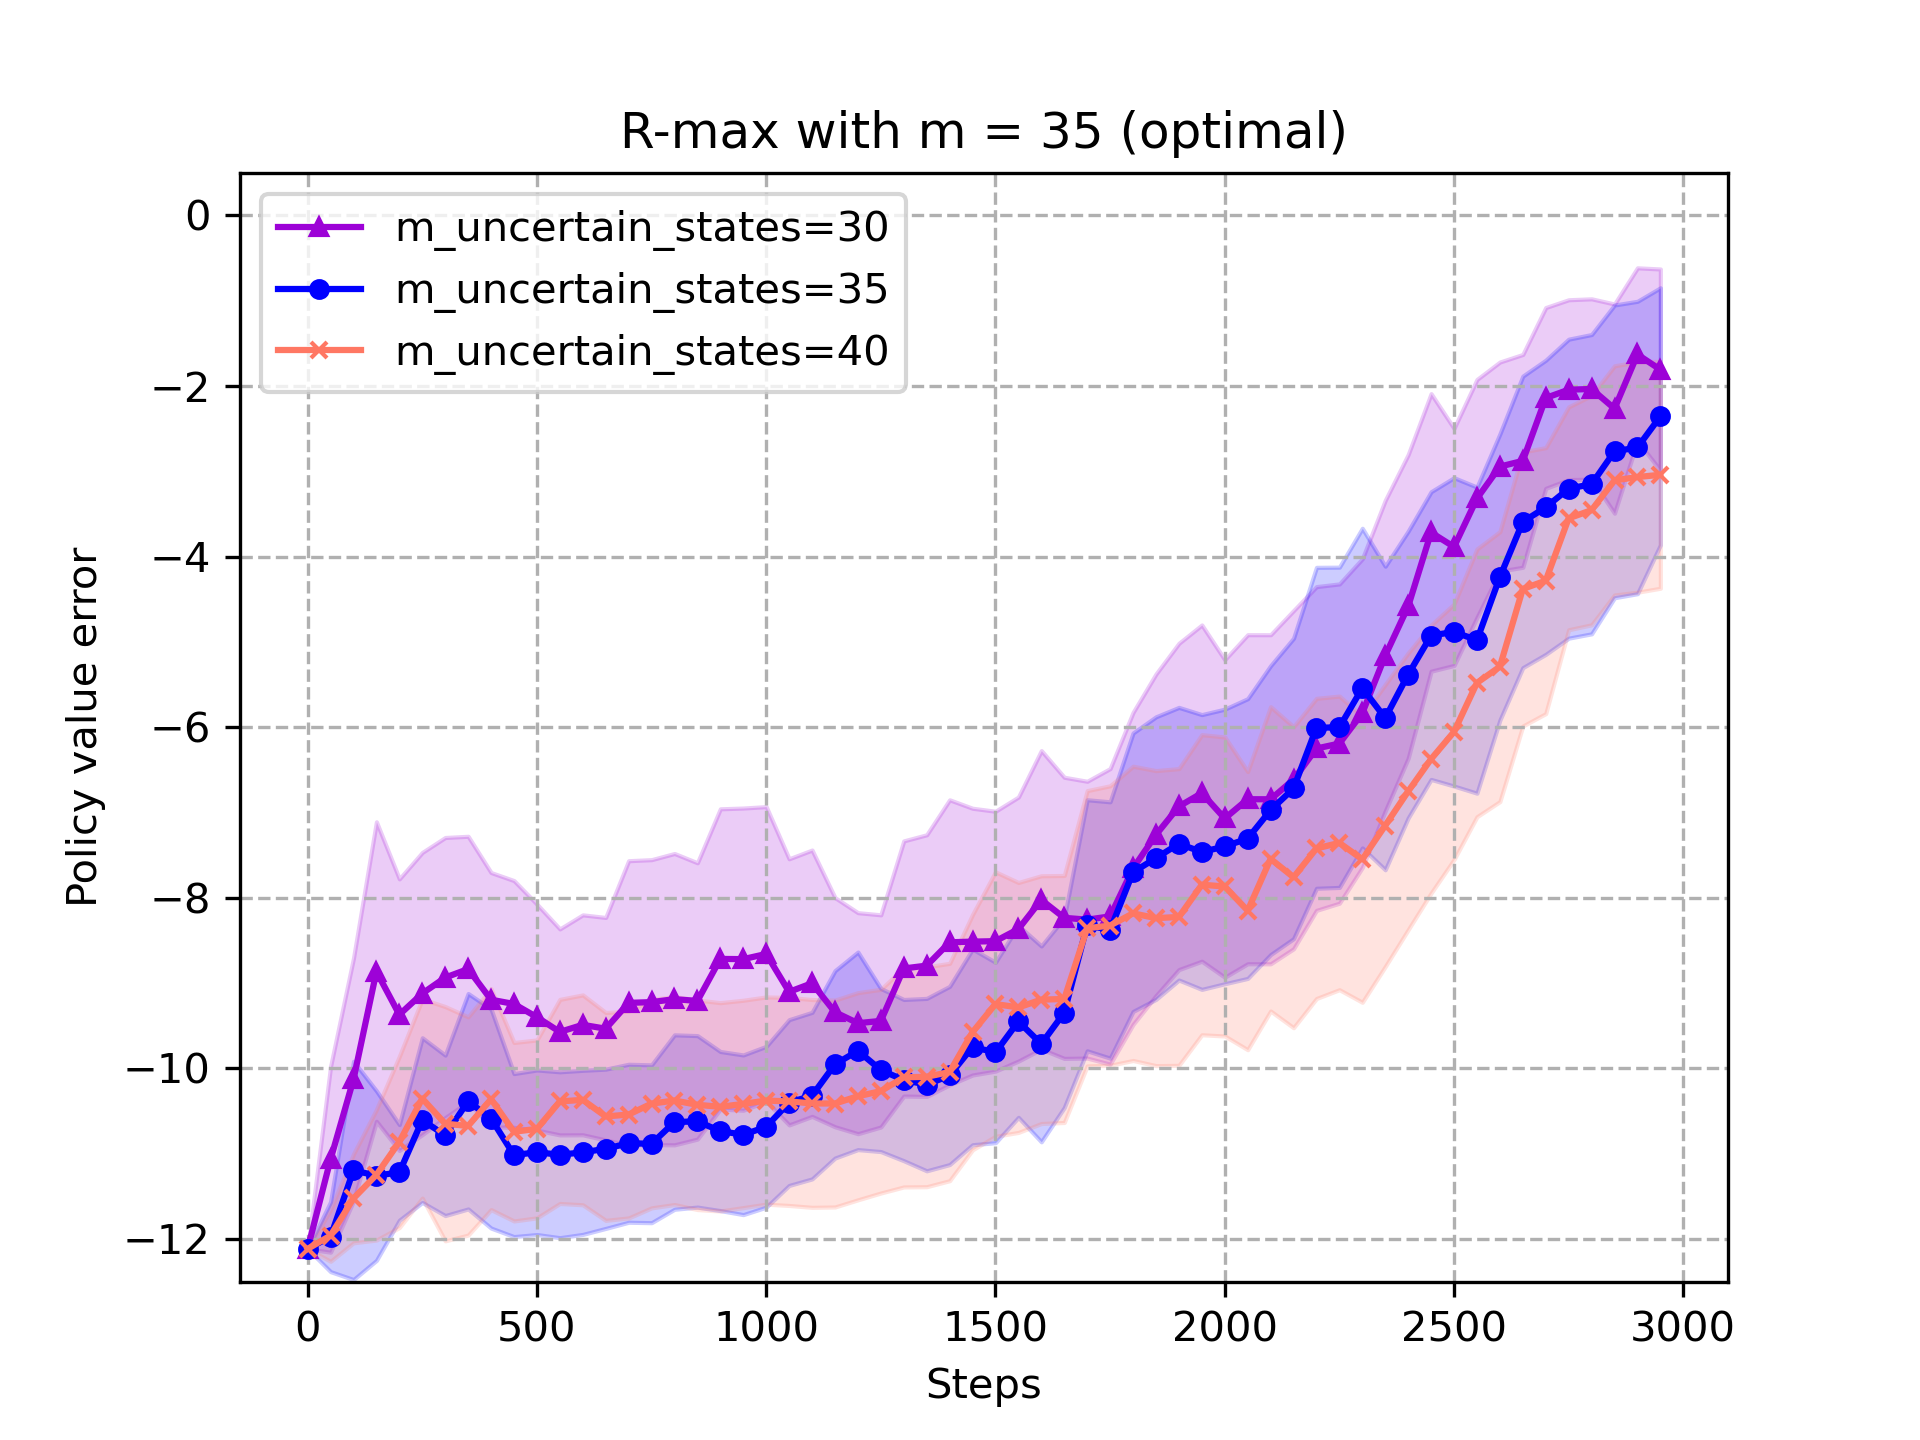 R-max with m = 35 (optimal)
m_uncertain_states=30
m_uncertain_states=35
m_uncertain_states=40
Policy value error
0
−2
−4
−6
−8
−10
−12
0 500 1000 1500 2000 2500 3000
Steps